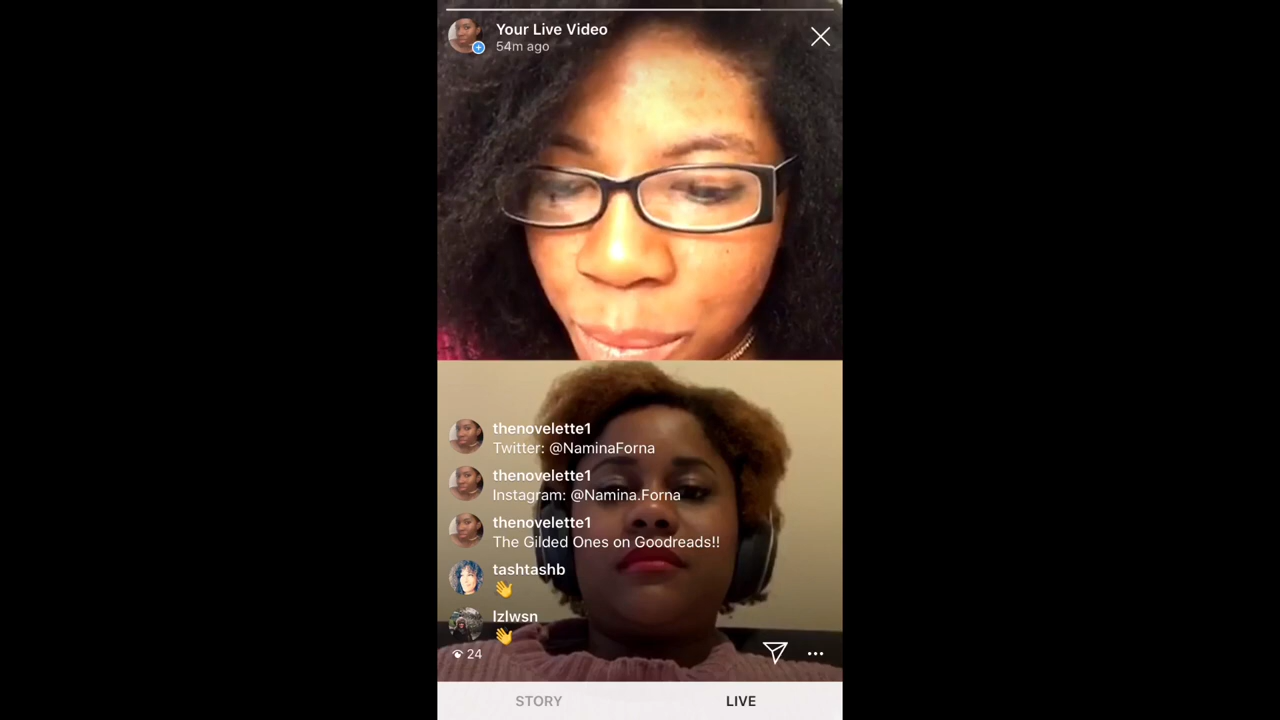 Your Live Video
54m ago
thenovelette1
Twitter: @NaminaForna
thenovelette1
Instagram: @Namina.Forna
thenovelette1
The Gilded Ones on Goodreads!!
tashtashb
👋
lzlwsn
👋
24
STORY
LIVE